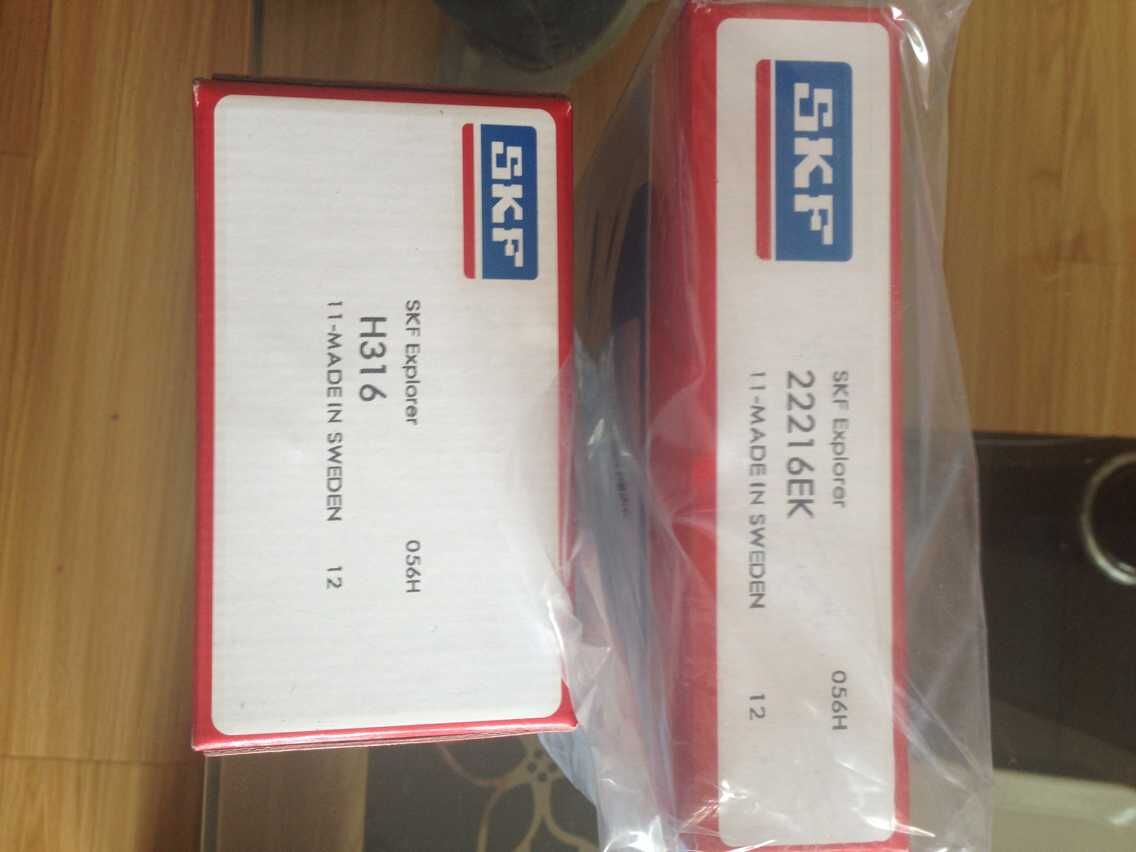 SKF
SKF Explorer 056H
H316
11-MADE IN SWEDEN 12
SKF
SKF Explorer 056H
22216EK
11-MADE IN SWEDEN 12